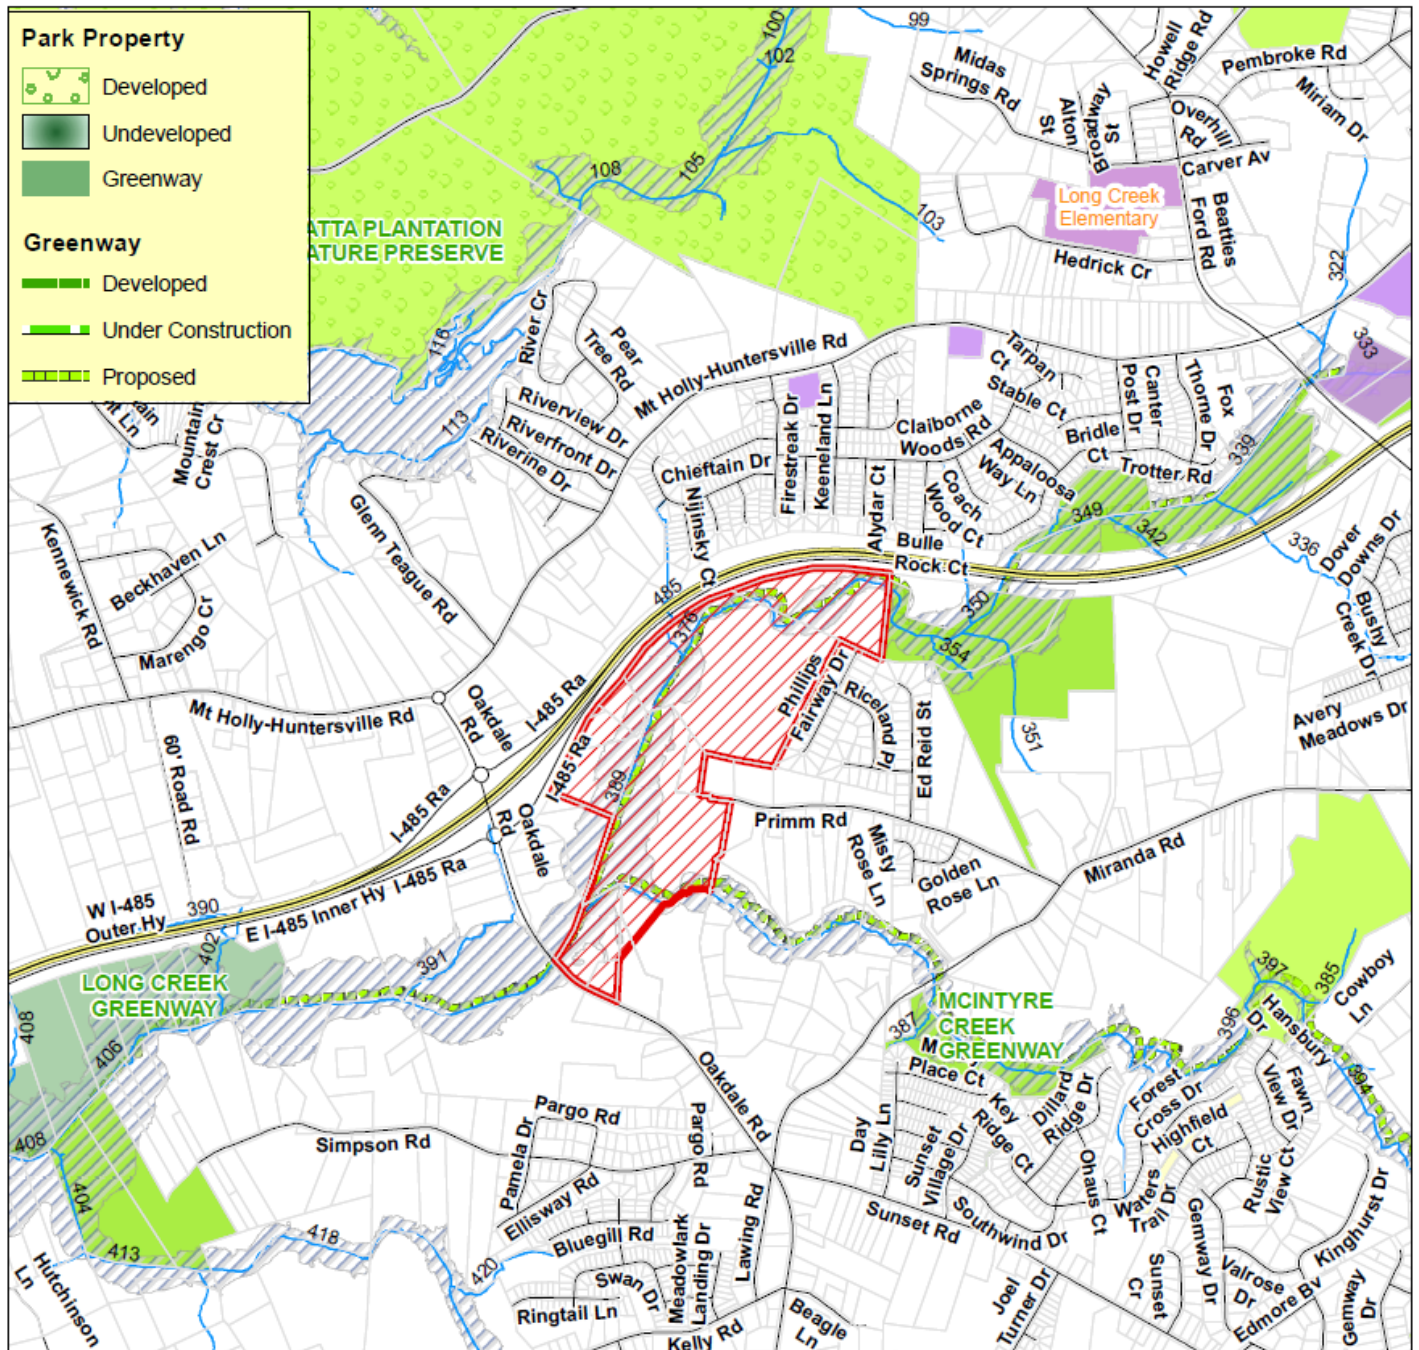 Park Property
Developed
Undeveloped
Greenway
Greenway
Developed
Under Construction
Proposed
ATTA PLANTATION
ATURE PRESERVE
100
102
105
108
103
99
116
113
Midas
Springs Rd
Alton
St
Broadway
St
Howell
Ridge Rd
Pembroke Rd
Miriam Dr
Overhill
Rd
Carver Av
Long Creek
Elementary
Beatties
Ford Rd
Hedrick Cr
322
333
River Cr
Pear
Tree Rd
Mt Holly-Huntersville Rd
Riverview Dr
Riverfront Dr
Riverine Dr
Mountain
Crest Cr
Chieftain Dr
Nijinsky Ct
Firestreak Dr
Keeneland Ln
Claiborne
Woods Rd
Alydar Ct
Coach
Wood Ct
Appaloosa
Way Ln
Tarpan
Ct
Stable Ct
Bridle
Ct
Canter
Post Dr
Thorne Dr
Fox
Trotter Rd
339
349
342
336
Bulle
Rock Ct
Dover
Downs Dr
Bushy
Creek Dr
Avery
Meadows Dr
Kennewick Rd
Beckhaven Ln
Marengo Cr
Glenn Teague Rd
485
376
350
354
351
Mt Holly-Huntersville Rd
60' Road Rd
Oakdale
Rd
I-485 Ra
I-485 Ra
I-485 Ra
I-485 Ra
Oakdale
Rd
389
Phillips
Fairway Dr
Riceland Pl
Ed Reid St
Primm Rd
Misty
Rose Ln
Golden
Rose Ln
Miranda Rd
W I-485
Outer Hy
390
E I-485 Inner Hy
402
391
LONG CREEK
GREENWAY
408
406
408
404
413
418
420
MCINTYRE
CREEK
GREENWAY
387
Place Ct
397
385
396
394
Cowboy
Ln
Hansbury
Dr
Simpson Rd
Pargo Rd
Pargo Rd
Pamela Dr
Ellisway Rd
Bluegill Rd
Swan Dr
Ringtail Ln
Meadowlark
Landing Dr
Lawing Rd
Kelly Rd
Beagle
Ln
Oakdale Rd
Day
Lilly Ln
Sunset
Village Dr
Key
Ridge Ct
Dillard
Ridge Dr
Forest
Cross Dr
Highfield
Ct
Fawn
View Dr
Rustic
View Ct
Ohaus Ct
Waters
Trail Dr
Southwind Dr
Sunset Rd
Joel
Turner Dr
Sunset
Cr
Gemway Dr
Valrose
Dr
Edmore Bv
Kinghurst Dr
Gemway
Dr
Hutchinson
Ln